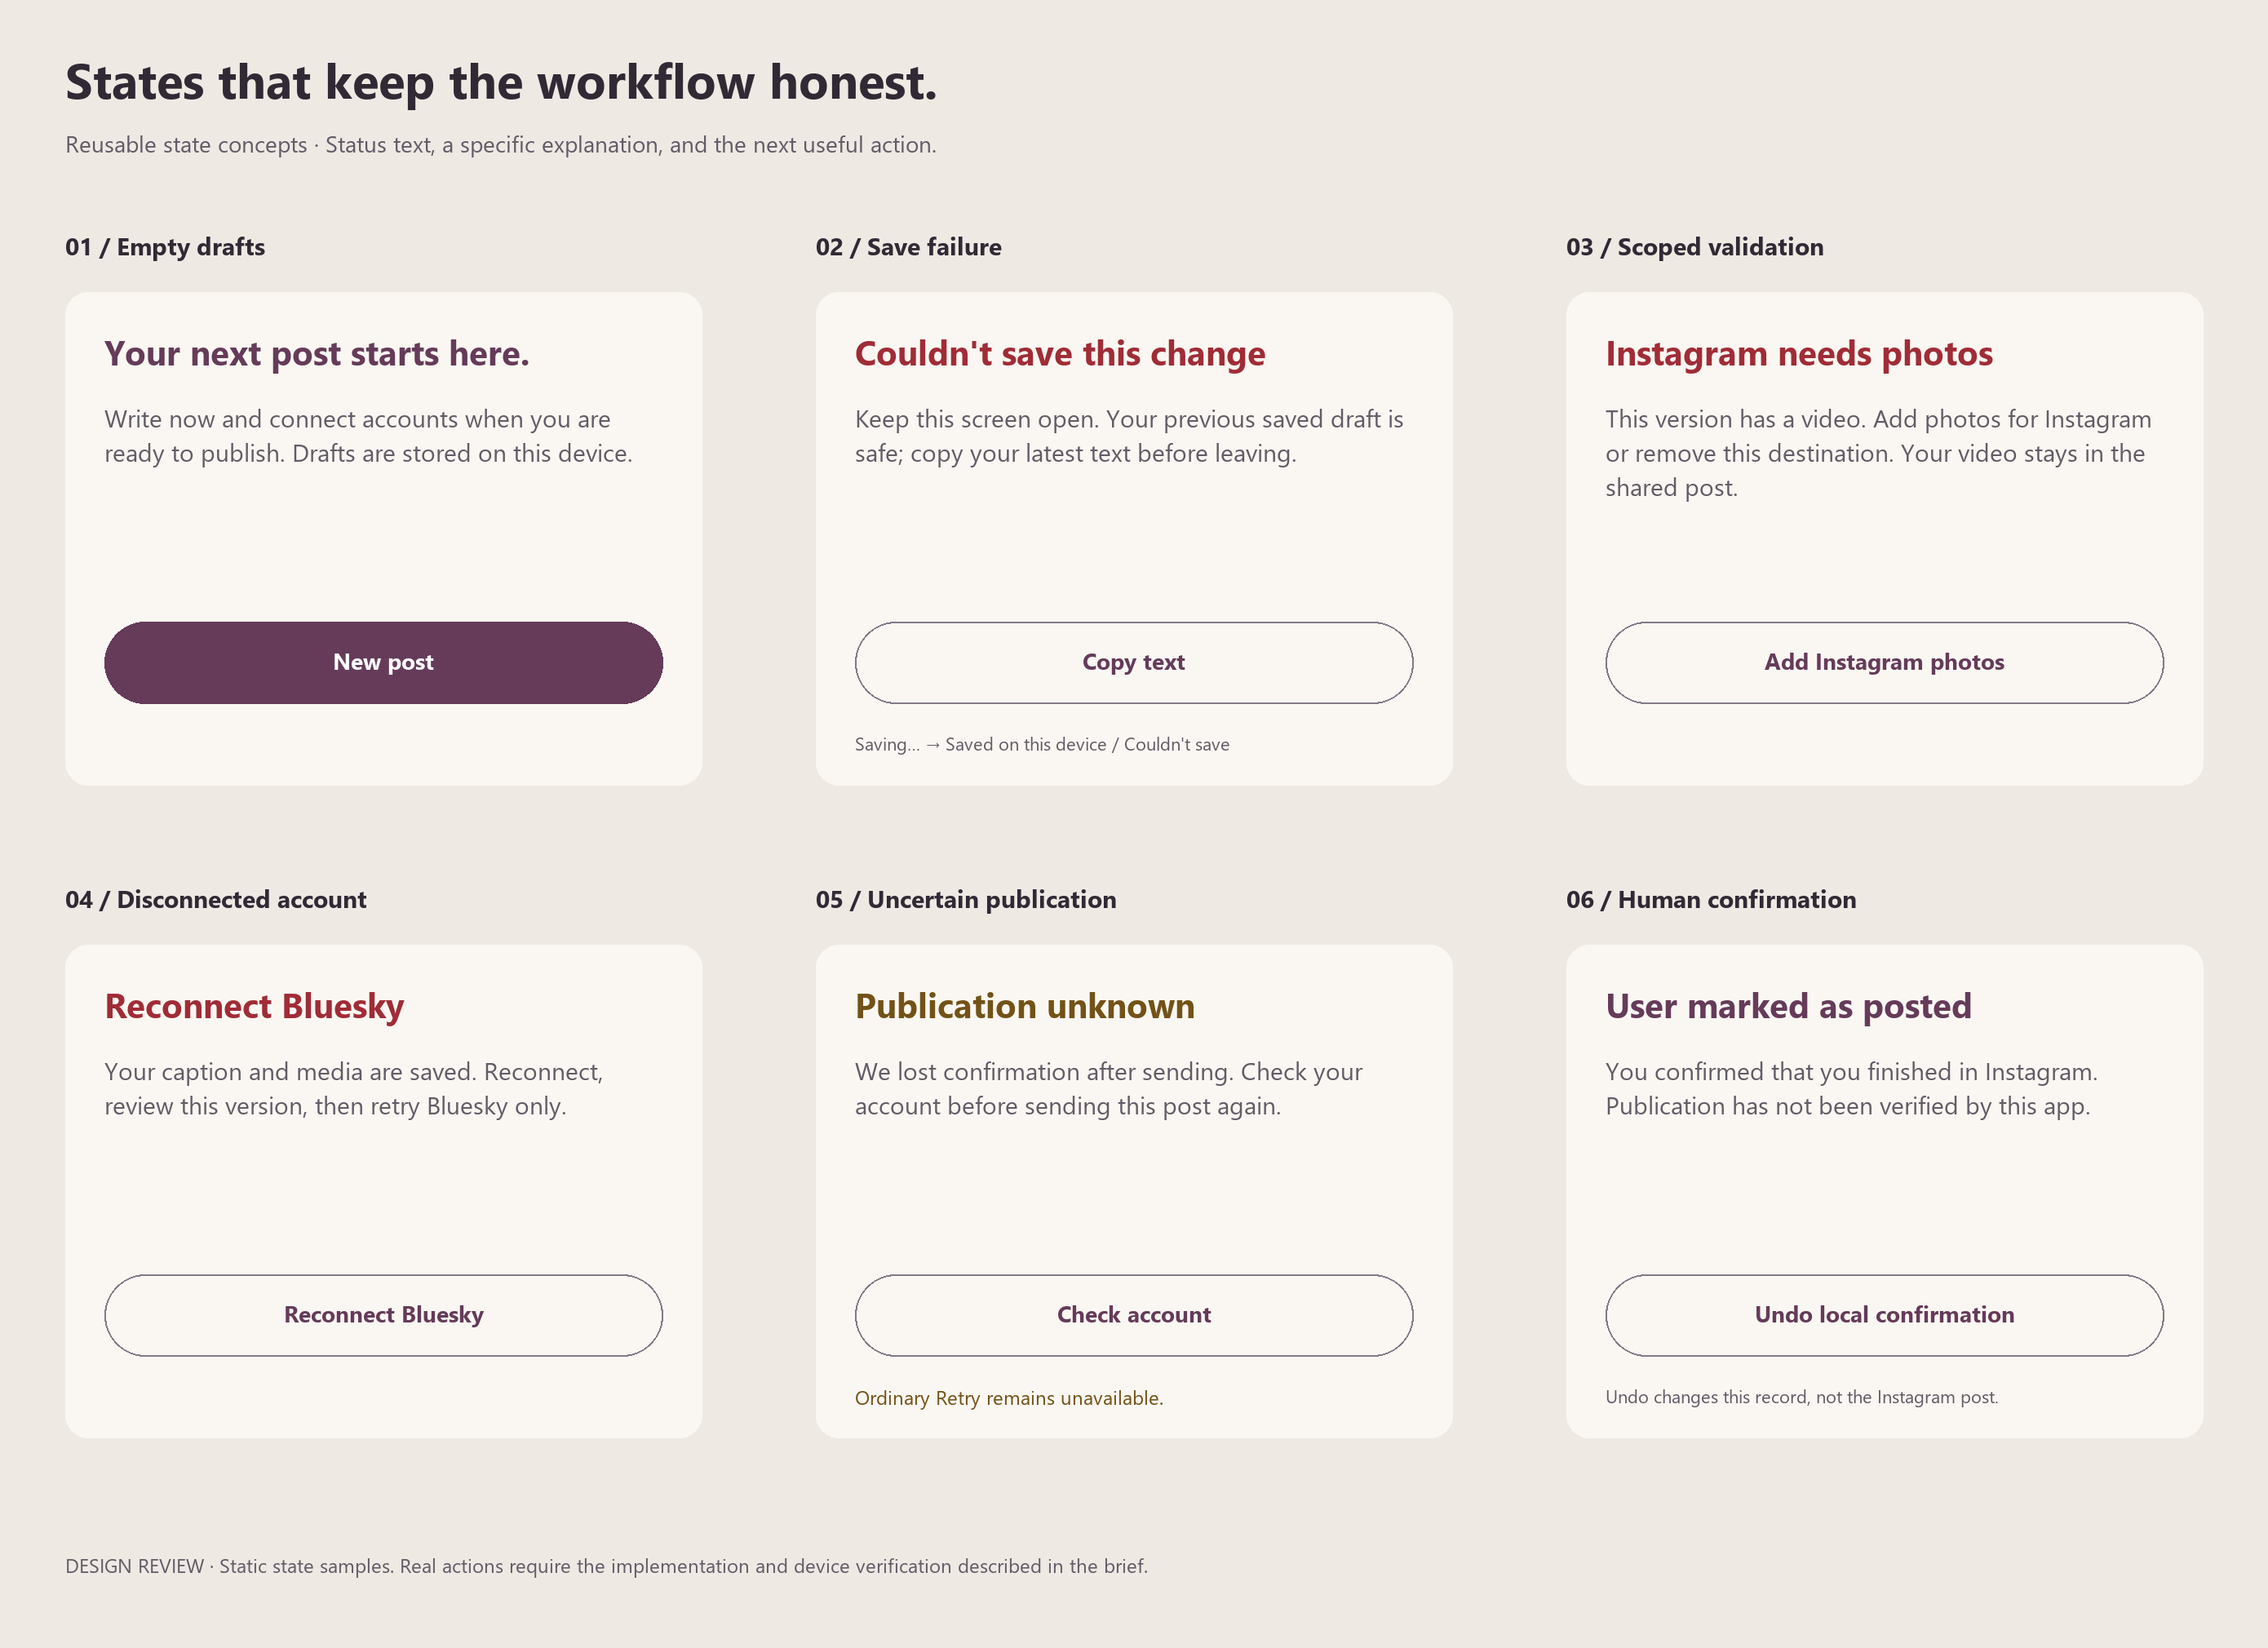 States that keep the workflow honest.
Reusable state concepts · Status text, a specific explanation, and the next useful action.
01 / Empty drafts
Your next post starts here.
Write now and connect accounts when you are
ready to publish. Drafts are stored on this device.
New post
02 / Save failure
Couldn't save this change
Keep this screen open. Your previous saved draft is
safe; copy your latest text before leaving.
Copy text
Saving... → Saved on this device / Couldn't save
03 / Scoped validation
Instagram needs photos
This version has a video. Add photos for Instagram
or remove this destination. Your video stays in the
shared post.
Add Instagram photos
04 / Disconnected account
Reconnect Bluesky
Your caption and media are saved. Reconnect,
review this version, then retry Bluesky only.
Reconnect Bluesky
05 / Uncertain publication
Publication unknown
We lost confirmation after sending. Check your
account before sending this post again.
Check account
Ordinary Retry remains unavailable.
06 / Human confirmation
User marked as posted
You confirmed that you finished in Instagram.
Publication has not been verified by this app.
Undo local confirmation
Undo changes this record, not the Instagram post.
DESIGN REVIEW · Static state samples. Real actions require the implementation and device verification described in the brief.